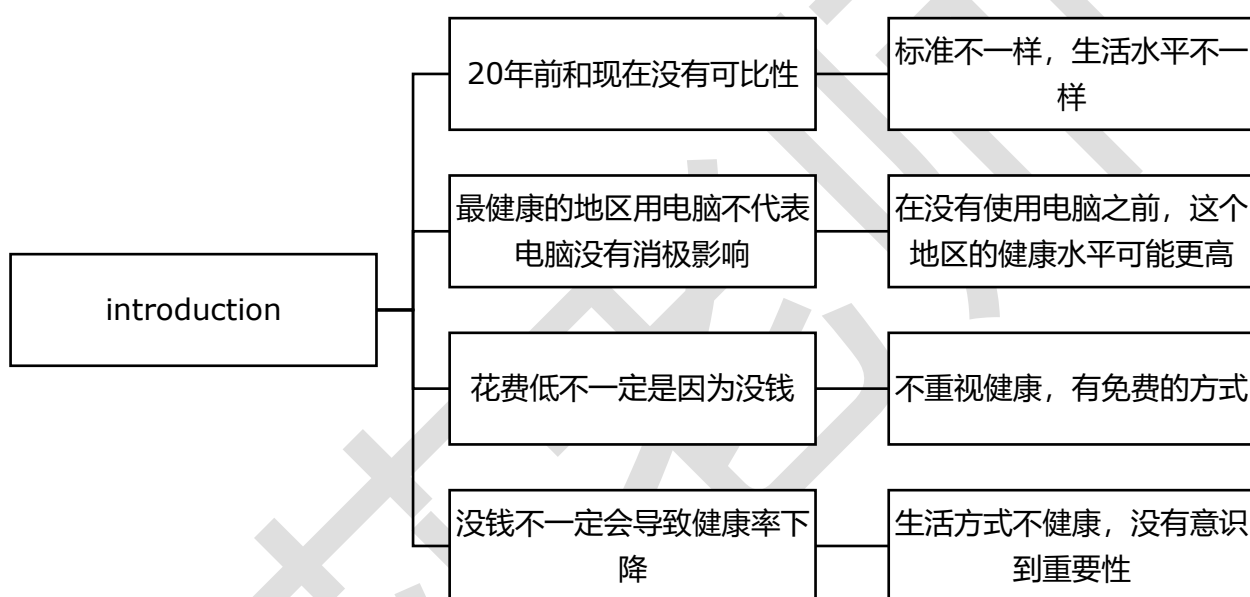 20年前和现在没有可比性
标准不一样，生活水平不一
样
最健康的地区用电脑不代表
电脑没有消极影响
在没有使用电脑之前，这个
地区的健康水平可能更高
introduction
花费低不一定是因为没钱
不重视健康，有免费的方式
没钱不一定会导致健康率下
降
生活方式不健康，没有意识
到重要性